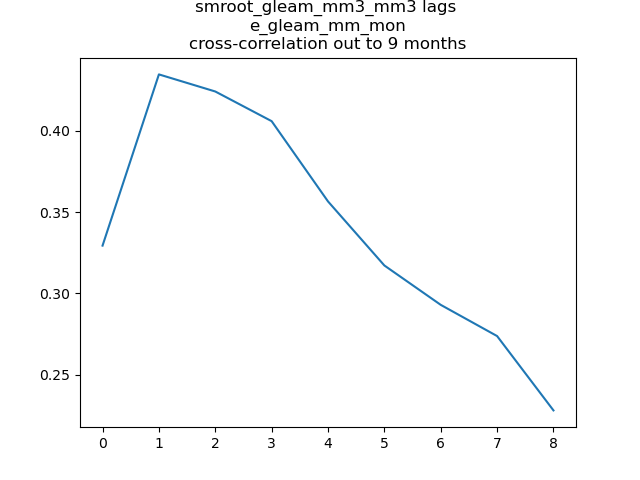 smroot_gleam_mm3_mm3 lags
e_gleam_mm_mon
cross-correlation out to 9 months
0.40
0.35
0.30
0.25
0 1 2 3 4 5 6 7 8